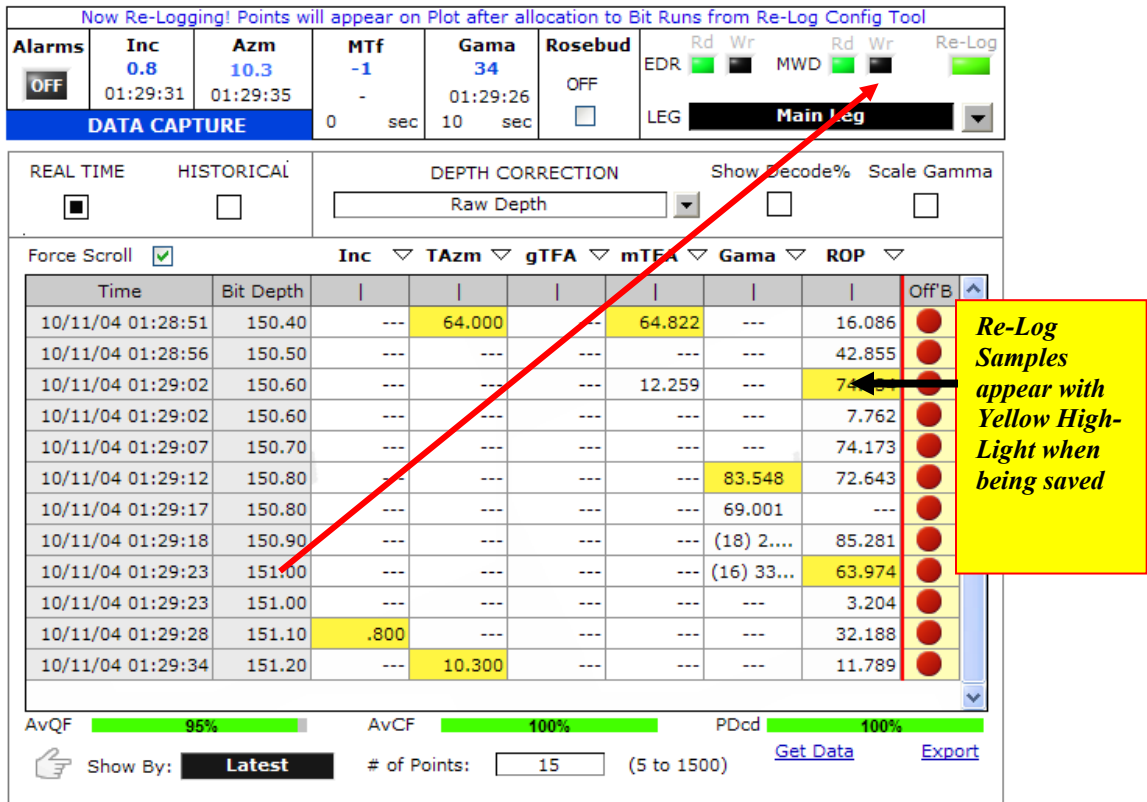 Now Re-Logging! Points will appear on Plot after allocation to Bit Runs from Re-Log Config Tool
Alarms Inc Azm MTf Gama Rosebud Rd Wr Rd Wr Re-Log
OFF 0.8 10.3 -1 34 OFF EDR MWD
01:29:31 01:29:35 - 01:29:26
DATA CAPTURE 0 sec 10 sec LEG Main Leg
REAL TIME HISTORICAL DEPTH CORRECTION Show Decode% Scale Gamma
Raw Depth
Force Scroll Inc TAzm gTFA mTFA Gama ROP
Time Bit Depth | | | | | | Off'B
10/11/04 01:28:51 150.40 --- 64.000 --- 64.822 --- 16.086
10/11/04 01:28:56 150.50 --- --- --- --- --- 42.855
10/11/04 01:29:02 150.60 --- --- --- 12.259 ---
10/11/04 01:29:02 150.60 --- --- --- --- --- 7.762
10/11/04 01:29:07 150.70 --- --- --- --- --- 74.173
10/11/04 01:29:12 150.80 --- --- --- --- 83.548 72.643
10/11/04 01:29:17 150.80 --- --- --- --- 69.001 ---
10/11/04 01:29:18 150.90 --- --- --- --- (18) 2.... 85.281
10/11/04 01:29:23 151.00 --- --- --- --- (16) 33... 63.974
10/11/04 01:29:23 151.00 --- --- --- --- --- 3.204
10/11/04 01:29:28 151.10 .800 --- --- --- --- 32.188
10/11/04 01:29:34 151.20 --- 10.300 --- --- --- 11.789
Re-Log
Samples
appear with
Yellow High-
Light when
being saved
AvQF 95% AvCF 100% PDcd 100%
Show By: Latest # of Points: 15 (5 to 1500) Get Data Export